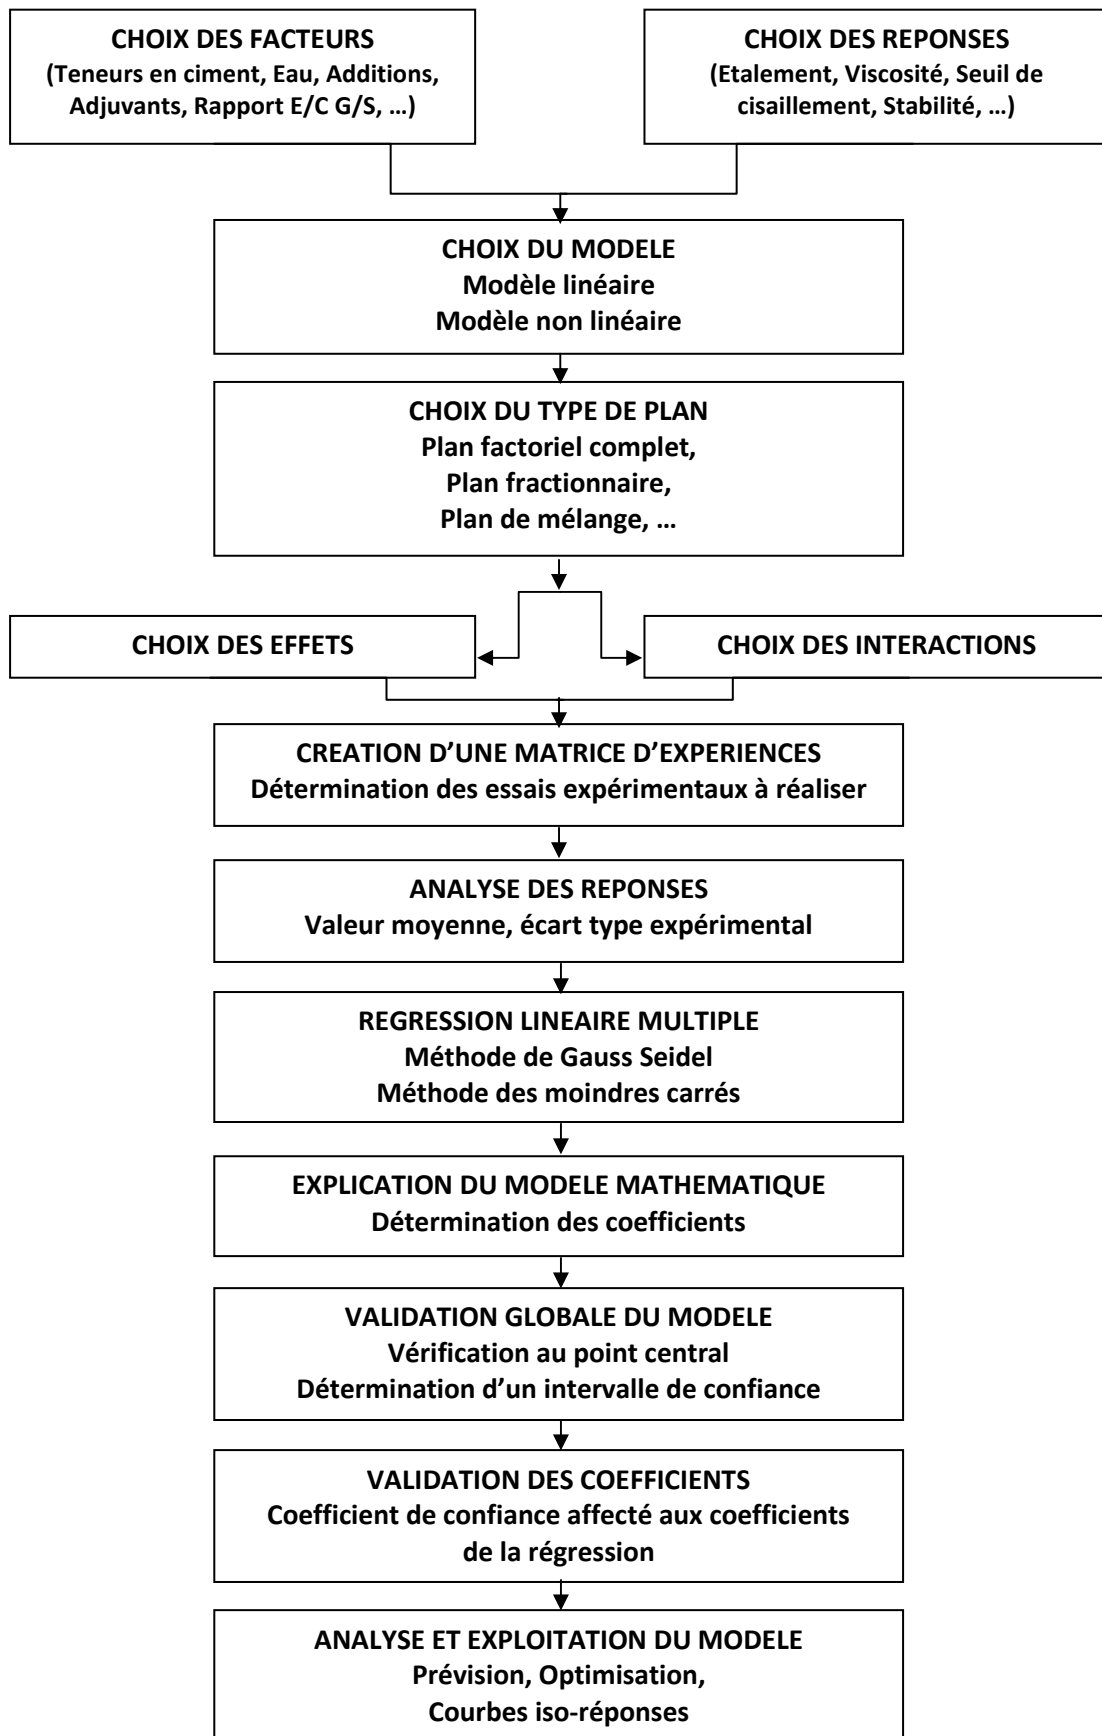 CHOIX DES FACTEURS
(Teneurs en ciment, Eau, Additions,
Adjuvants, Rapport E/C G/S, ...)
CHOIX DES REPONSES
(Etalement, Viscosité, Seuil de
cisaillement, Stabilité, ...)
CHOIX DU MODELE
Modèle linéaire
Modèle non linéaire
CHOIX DU TYPE DE PLAN
Plan factoriel complet,
Plan fractionnaire,
Plan de mélange, ...
CHOIX DES EFFETS
CHOIX DES INTERACTIONS
CREATION D’UNE MATRICE D’EXPERIENCES
Détermination des essais expérimentaux à réaliser
ANALYSE DES REPONSES
Valeur moyenne, écart type expérimental
REGRESSION LINEAIRE MULTIPLE
Méthode de Gauss Seidel
Méthode des moindres carrés
EXPLICATION DU MODELE MATHEMATIQUE
Détermination des coefficients
VALIDATION GLOBALE DU MODELE
Vérification au point central
Détermination d’un intervalle de confiance
VALIDATION DES COEFFICIENTS
Coefficient de confiance affecté aux coefficients
de la régression
ANALYSE ET EXPLOITATION DU MODELE
Prévision, Optimisation,
Courbes iso-réponses